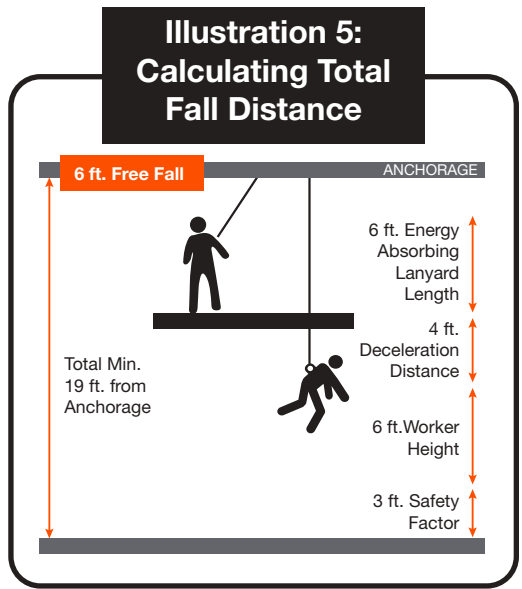 Illustration 5:
Calculating Total
Fall Distance
6 ft. Free Fall
ANCHORAGE
6 ft. Energy
Absorbing
Lanyard
Length
4 ft.
Deceleration
Distance
Total Min.
19 ft. from
Anchorage
6 ft.Worker
Height
3 ft. Safety
Factor